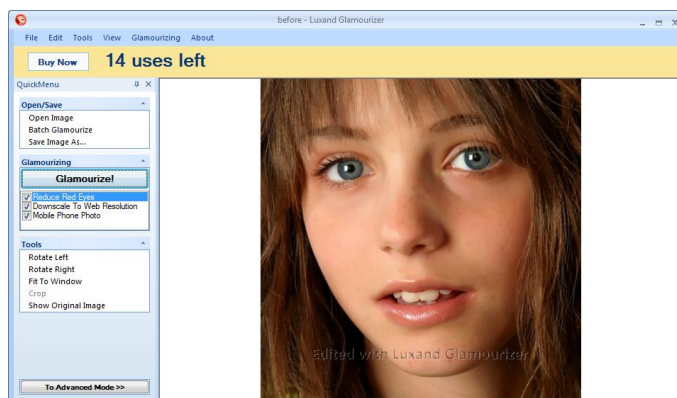 before - Luxand Glamourizer
File Edit Tools View Glamourizing About
Buy Now 14 uses left
QuickMenu
Open/Save
Open Image
Batch Glamourize
Save Image As...
Glamourizing
Glamourize!
Reduce Red Eyes
Downscale To Web Resolution
Mobile Phone Photo
Tools
Rotate Left
Rotate Right
Fit To Window
Crop
Show Original Image
To Advanced Mode >>
Edited with Luxand Glamourizer